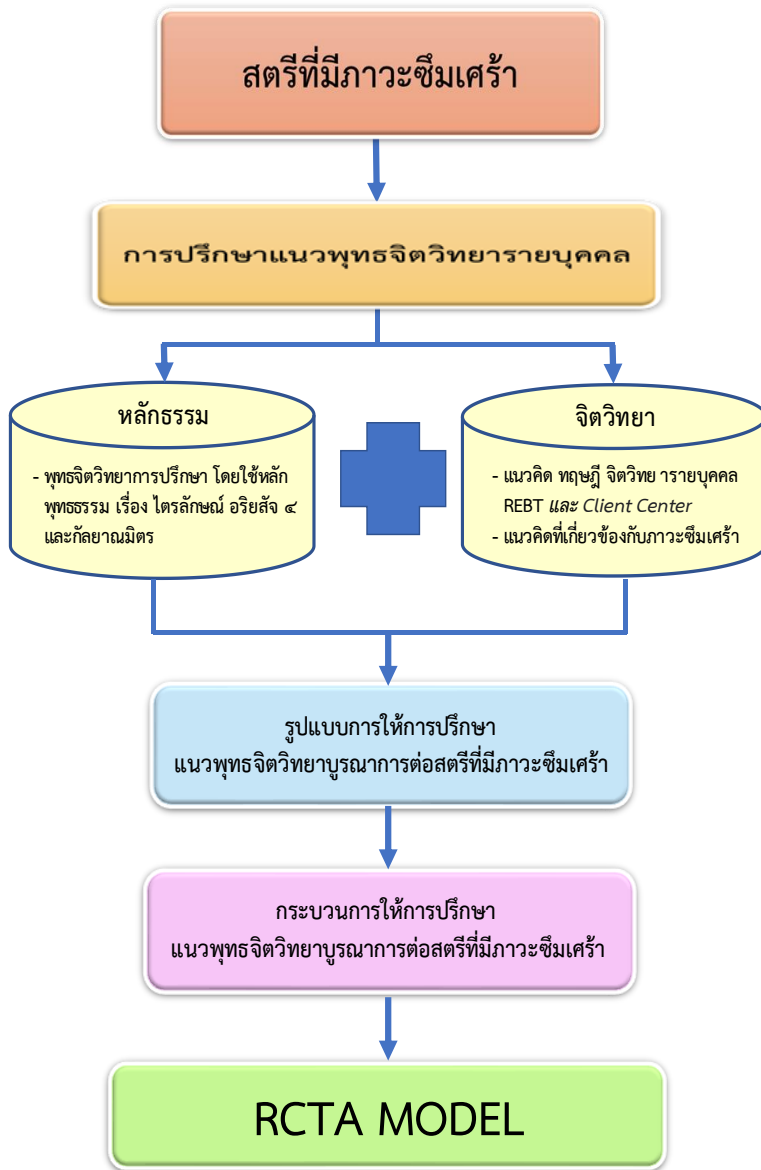 สตรีที่มีภาวะซึมเศร้า
การปรึกษาแนวพุทธจิตวิทยารายบุคคล
หลักธรรม
- พุทธจิตวิทยาการปรึกษา โดยใช้หลัก
พุทธธรรม เรื่อง ไตรลักษณ์ อริยสัจ ๔
และกัลยาณมิตร
จิตวิทยา
- แนวคิด ทฤษฎี จิตวิทย ารายบุคคล
REBT และ Client Center
- แนวคิดที่เกี่ยวข้องกับภาวะซึมเศร้า
รูปแบบการให้การปรึกษา
แนวพุทธจิตวิทยาบูรณาการต่อสตรีที่มีภาวะซึมเศร้า
กระบวนการให้การปรึกษา
แนวพุทธจิตวิทยาบูรณาการต่อสตรีที่มีภาวะซึมเศร้า
RCTA MODEL